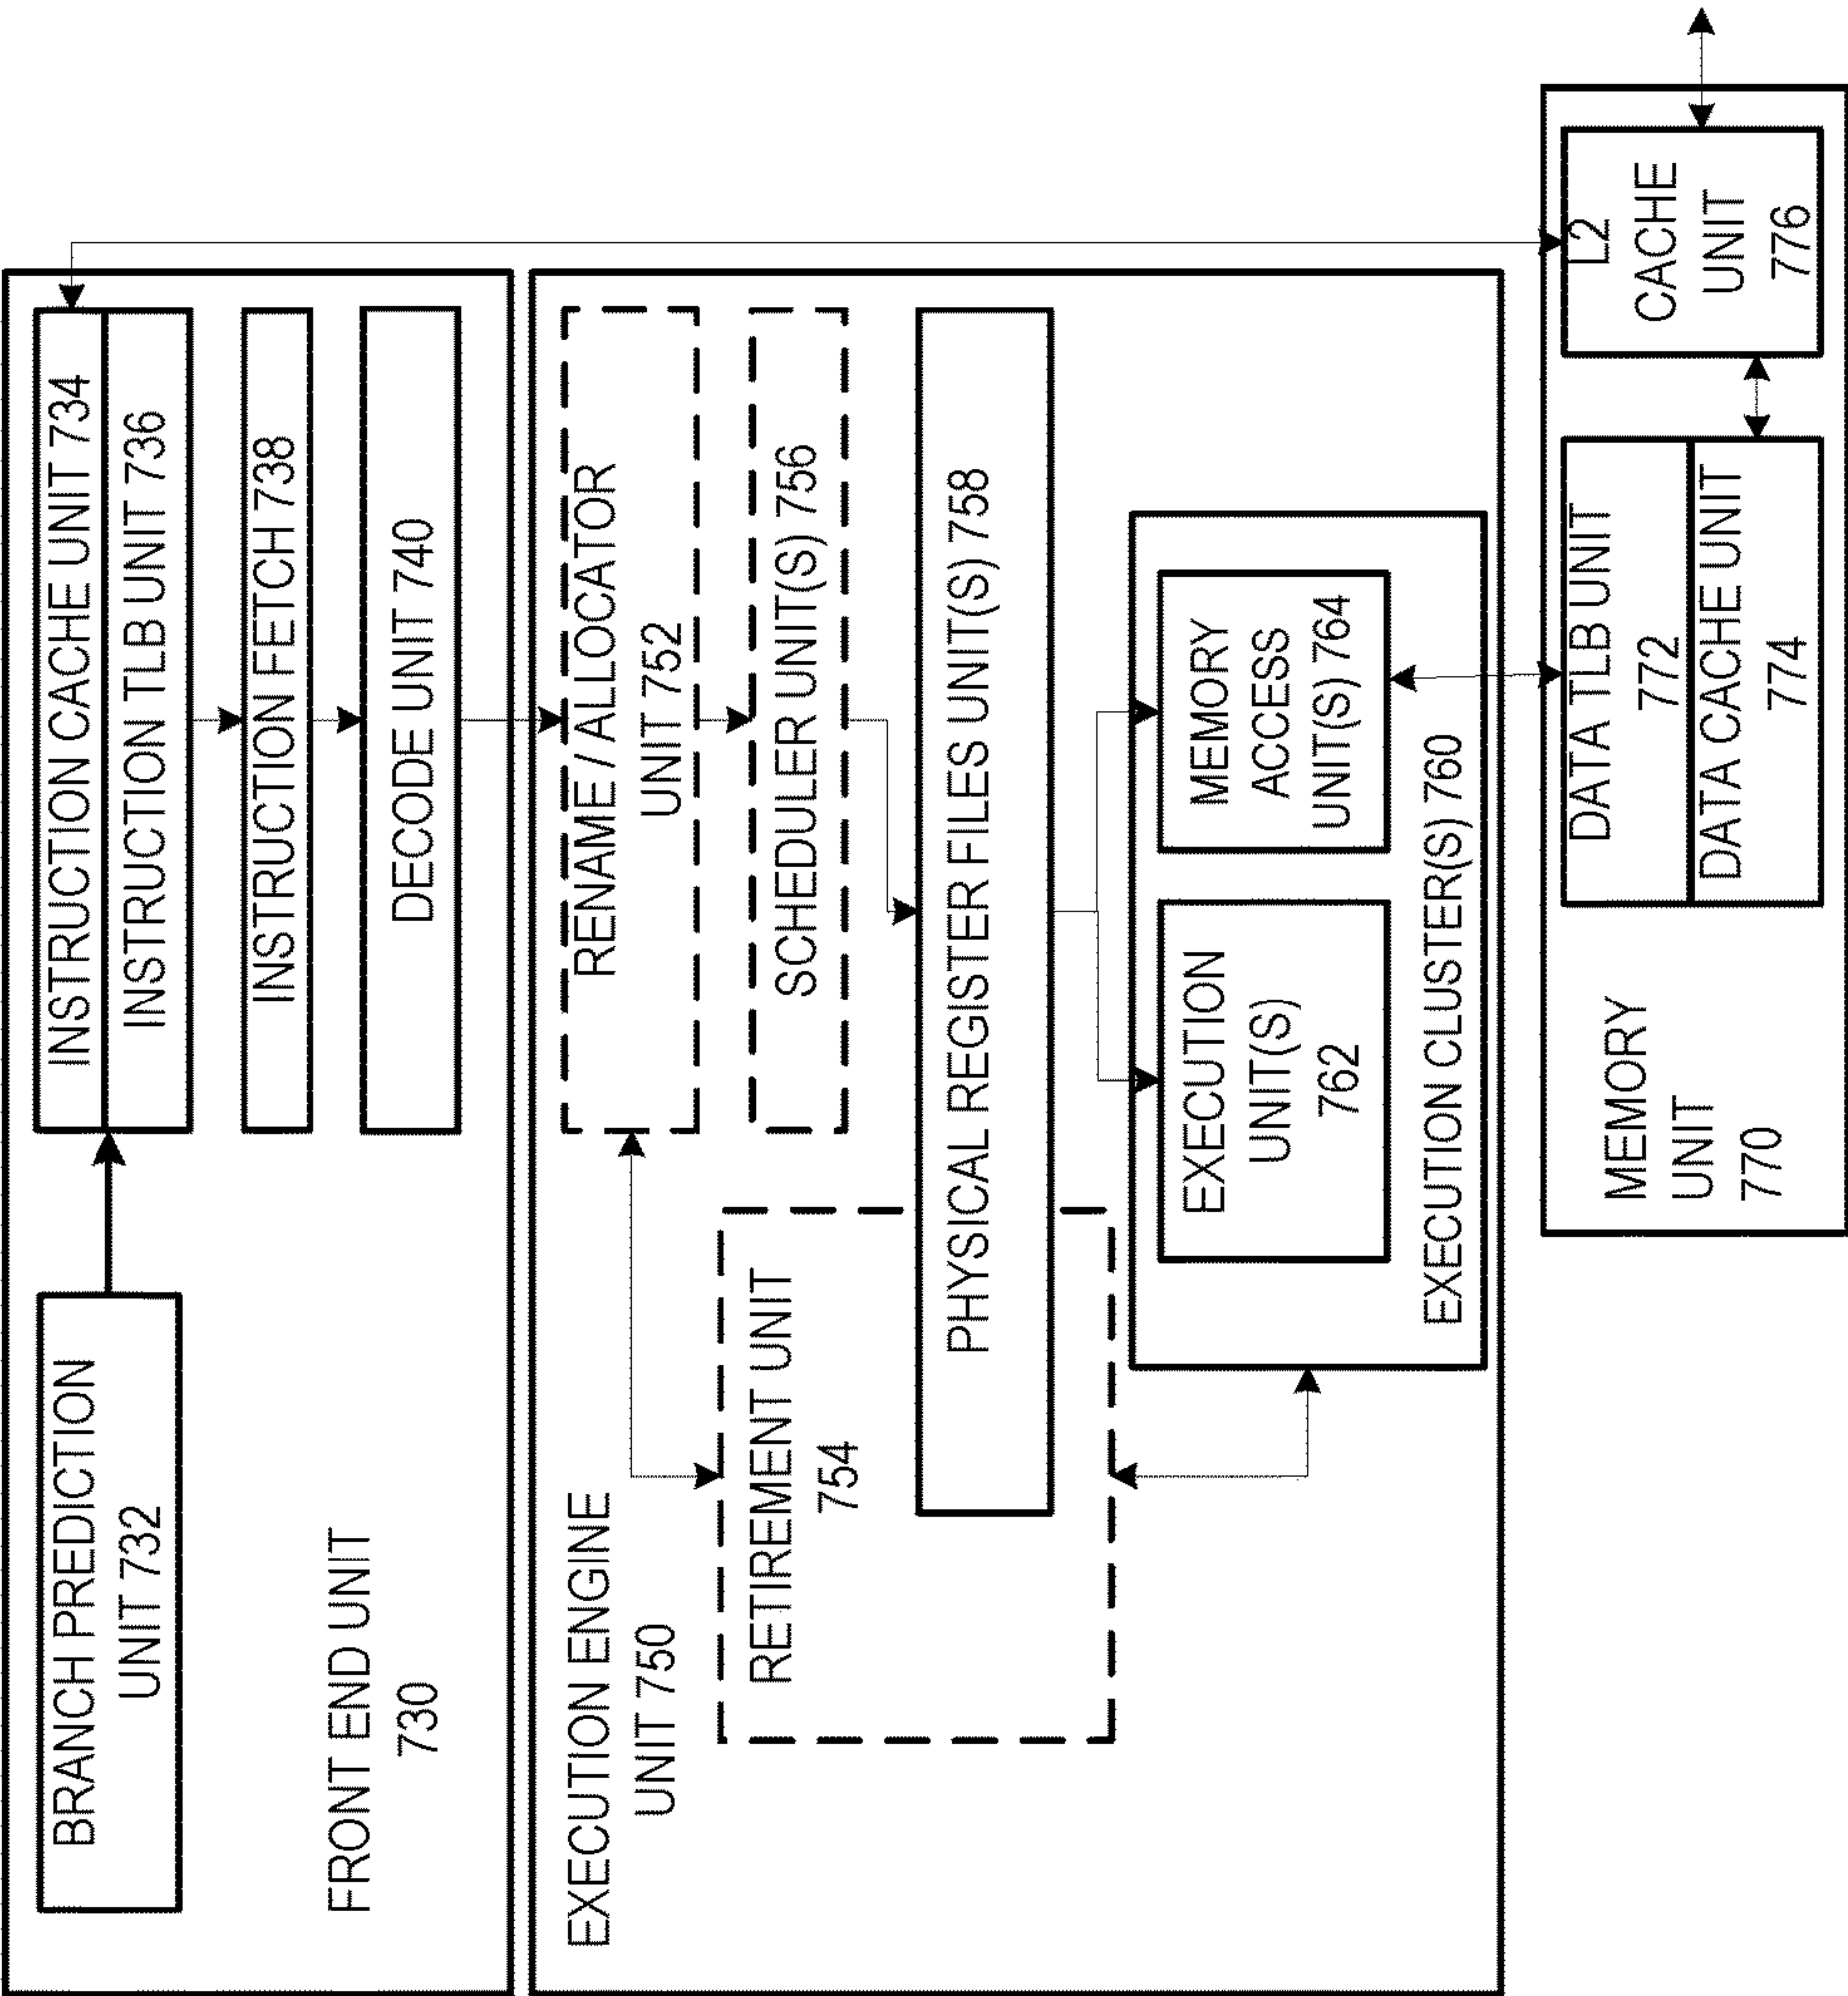 BRANCH PREDICTION
UNIT 732
INSTRUCTION CACHE UNIT 734
INSTRUCTION TLB UNIT 736
INSTRUCTION FETCH 738
FRONT END UNIT
730
DECODE UNIT 740
EXECUTION ENGINE
UNIT 750
RENAME / ALLOCATOR
UNIT 752
RETIREMENT UNIT
754
SCHEDULER UNIT(S) 756
PHYSICAL REGISTER FILES UNIT(S) 758
EXECUTION
UNIT(S)
762
MEMORY
ACCESS
UNIT(S) 764
EXECUTION CLUSTER(S) 760
MEMORY
UNIT
770
DATA TLB UNIT
772
DATA CACHE UNIT
774
L2
CACHE
UNIT
776